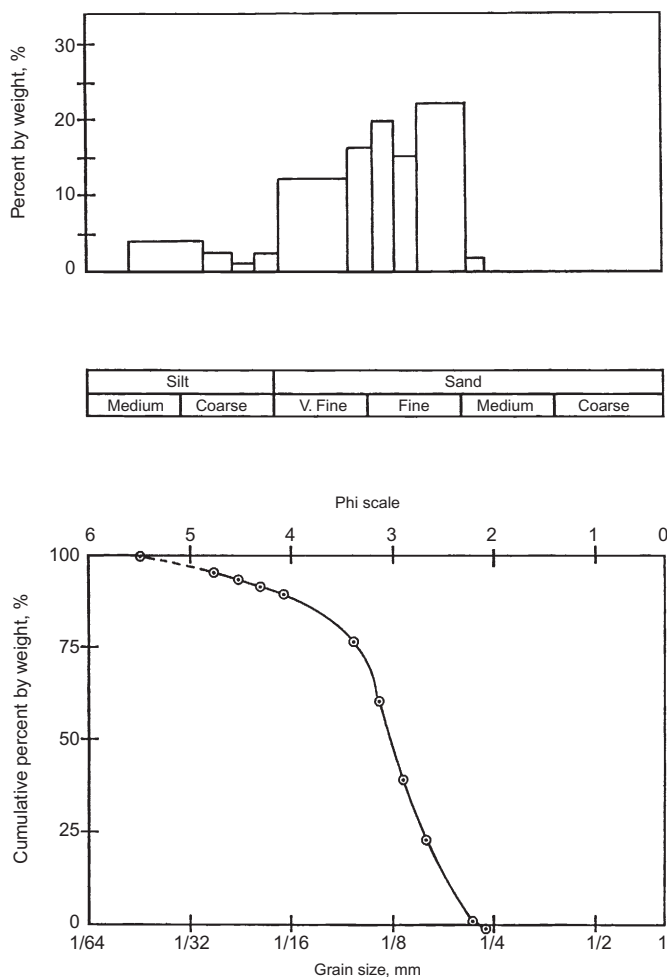 Percent by weight, %
30
20
10
0
Silt Sand
Medium Coarse V. Fine Fine Medium Coarse
Phi scale
6 5 4 3 2 1 0
Cumulative percent by weight, %
100
75
50
25
0
1/64 1/32 1/16 1/8 1/4 1/2 1
Grain size, mm